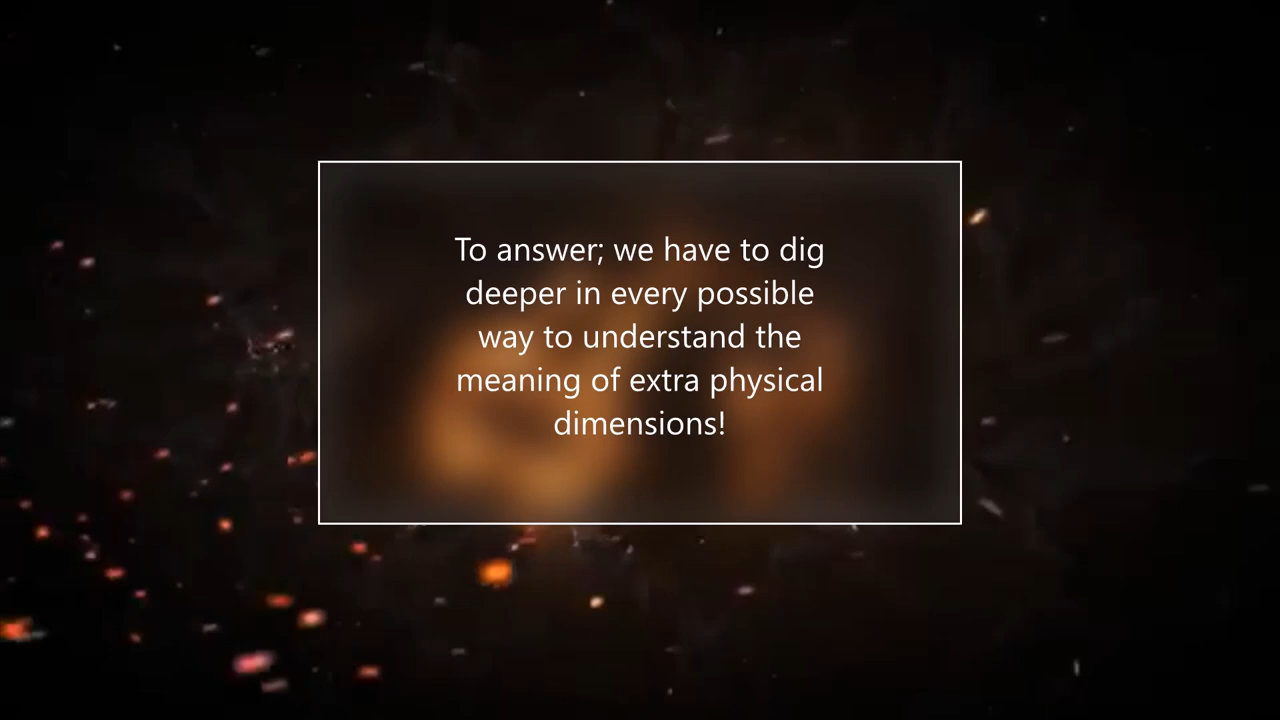 To answer; we have to dig
deeper in every possible
way to understand the
meaning of extra physical
dimensions!